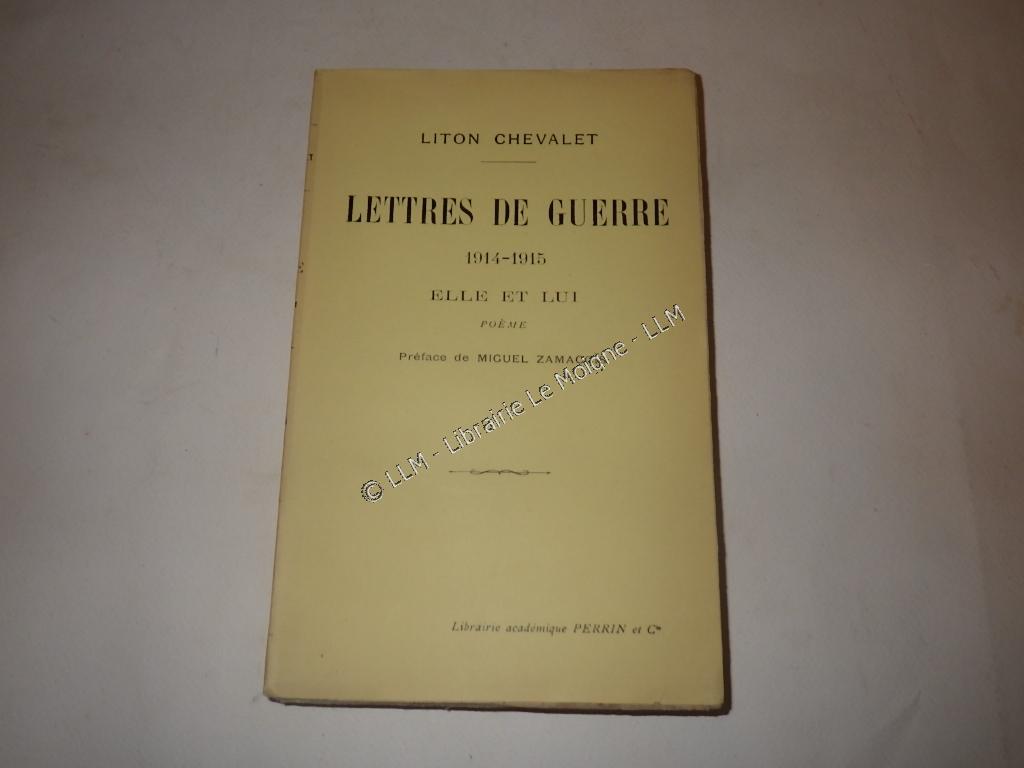 LITON CHEVALET
LETTRES DE GUERRE
1914-1915
ELLE ET LUI
POÈME
Préface de MIGUEL
© LLM - Librairie Le Moigne - LLM
Librairie académique PERRIN et Cie